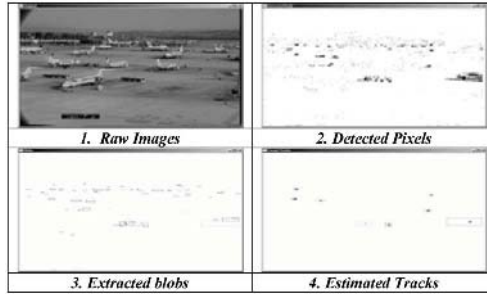 1. Raw Images
2. Detected Pixels
3. Extracted blobs
4. Estimated Tracks